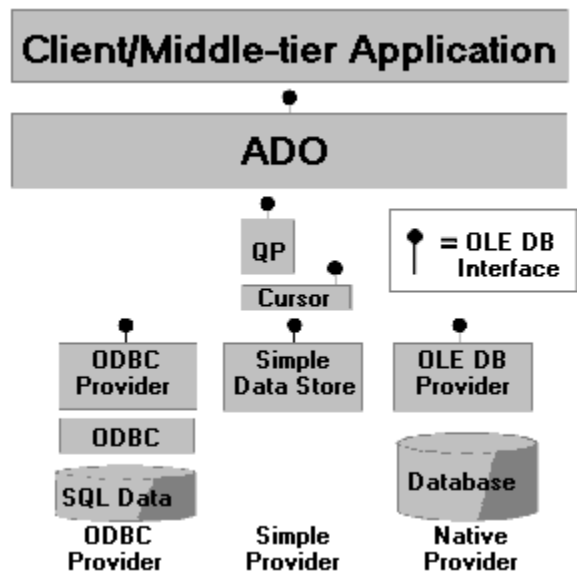 Client/Middle-tier Application
ADO
QP
= OLE DB
Interface
Cursor
ODBC
Provider
Simple
Data Store
OLE DB
Provider
ODBC
SQL Data
Database
ODBC
Provider
Simple
Provider
Native
Provider